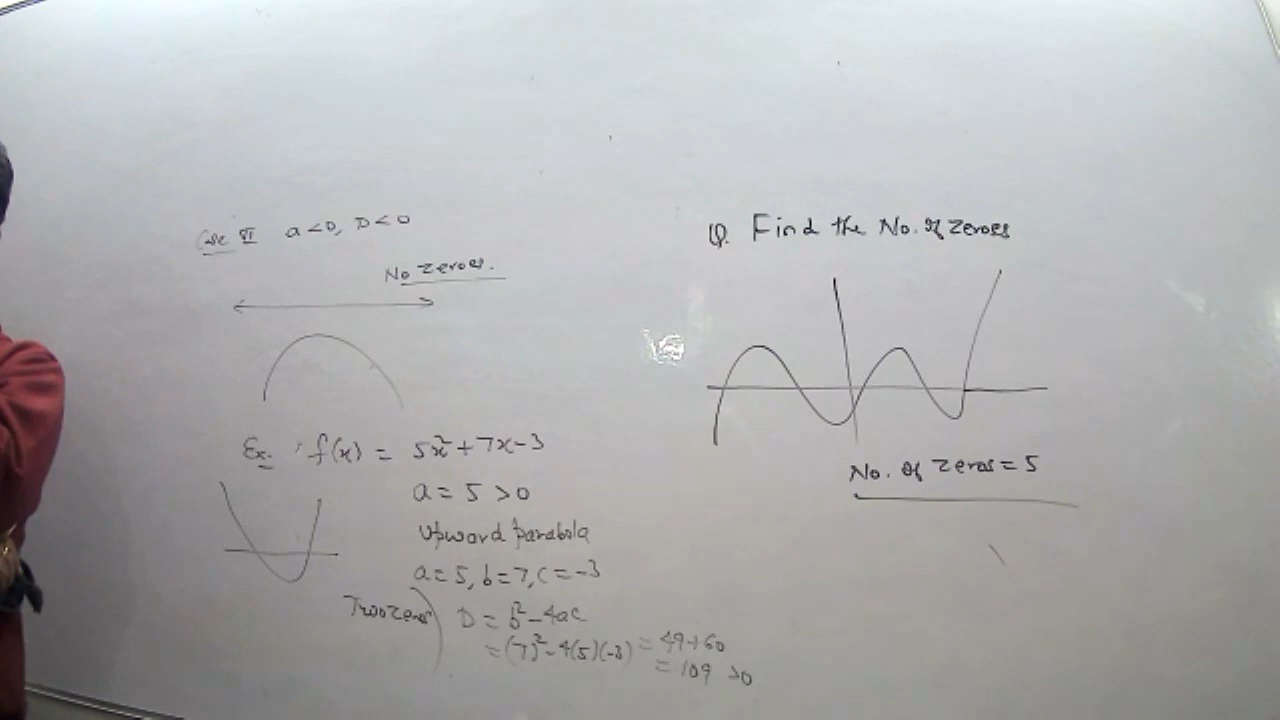 Case VI a<0, D<0
No zeroes.
Ex: f(x) = 5x²+7x-3
a = 5 >0
Upward parabola
a=5, b=7, c=-3
Two zeros
D = b²-4ac
=(7)²-4(5)(-3) = 49+60
= 109 >0
Q. Find the No. of zeroes
No. of zeros = 5